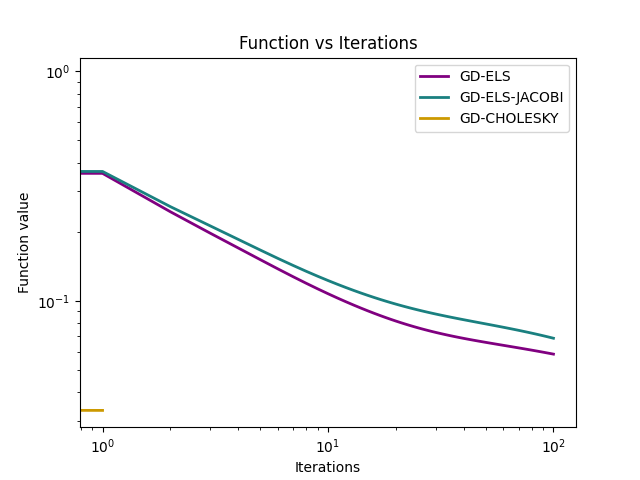 Function vs Iterations
GD-ELS
GD-ELS-JACOBI
GD-CHOLESKY
Function value
10⁰
10⁻¹
10⁰
10¹
10²
Iterations